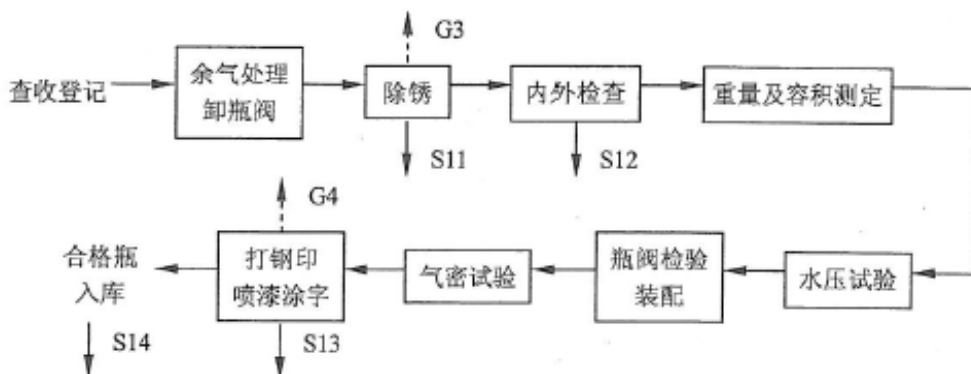 G3
查收登记
余气处理
卸瓶阀
除锈
内外检查
重量及容积测定
S11
S12
G4
合格瓶
入库
打钢印
喷漆涂字
气密试验
瓶阀检验
装配
水压试验
S14
S13